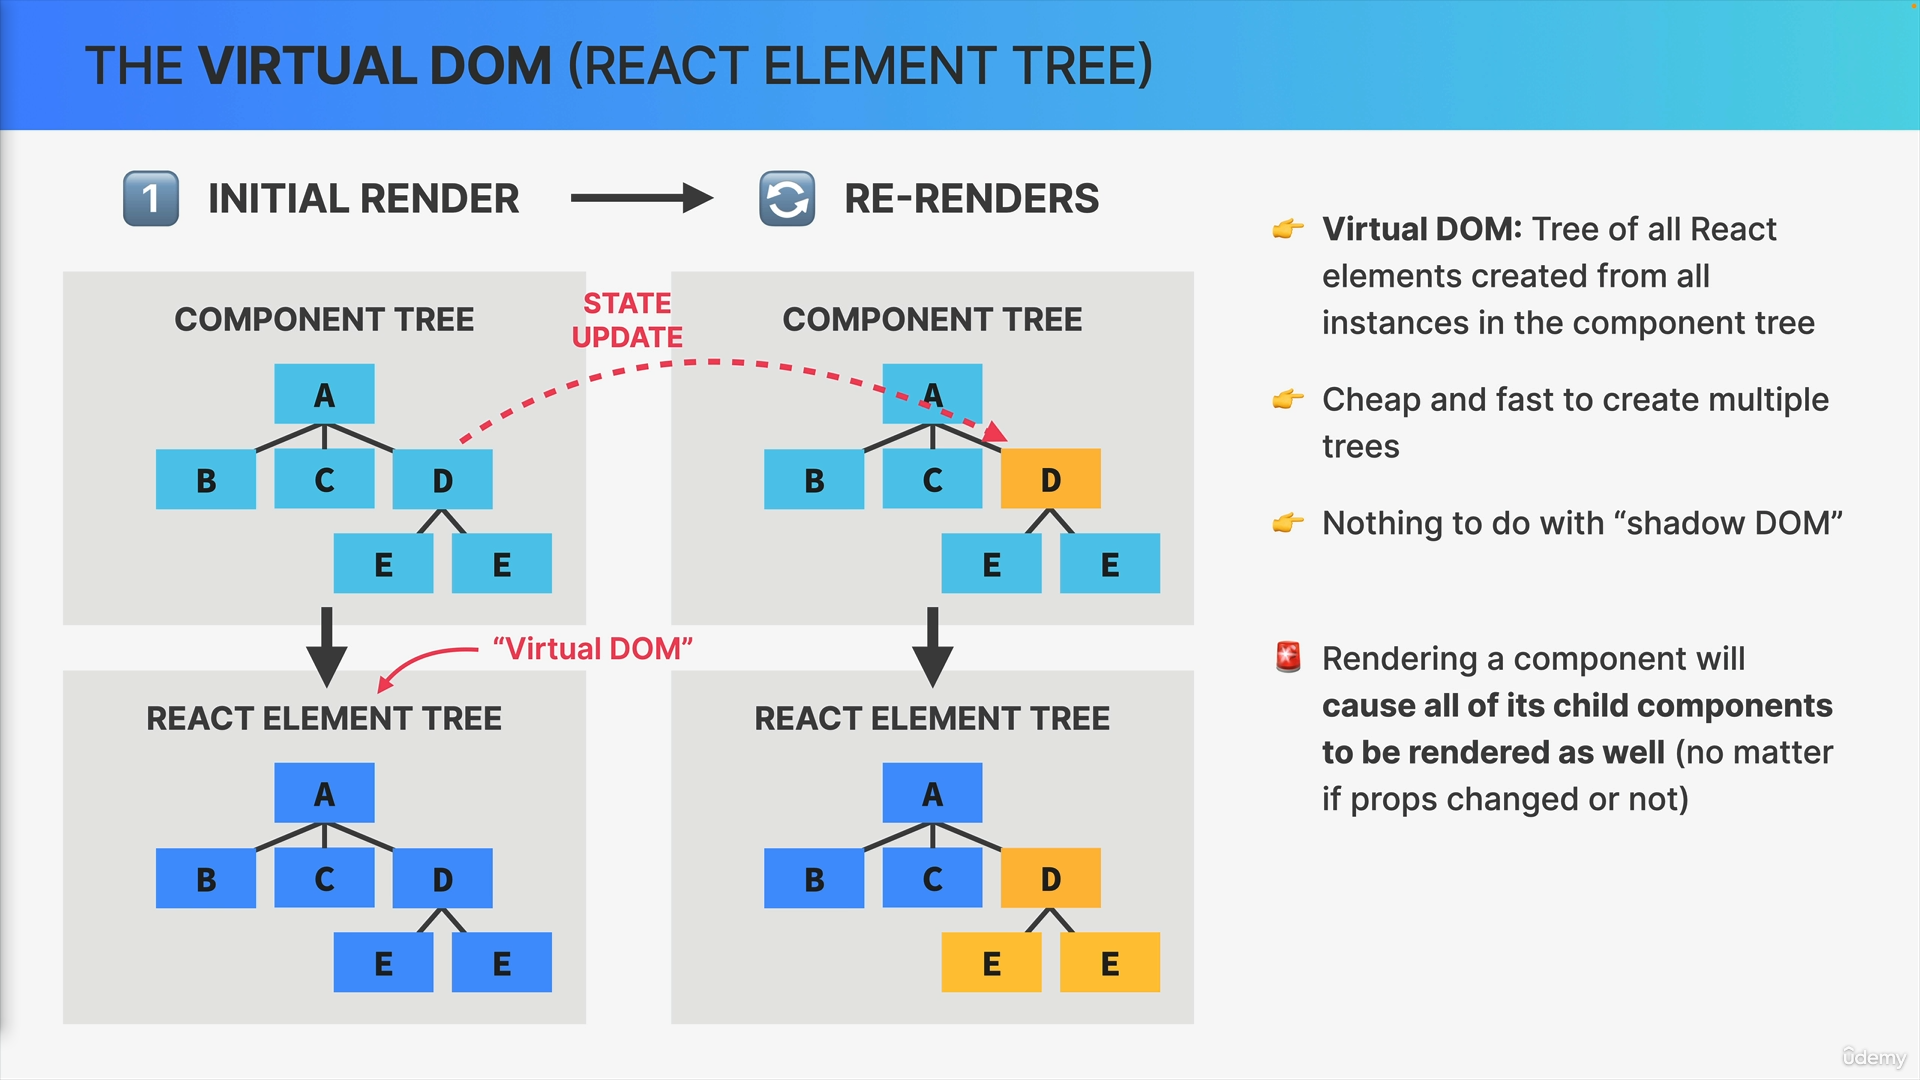 THE VIRTUAL DOM (REACT ELEMENT TREE)
1 INITIAL RENDER
RE-RENDERS
COMPONENT TREE
A
B C D
E E
STATE
UPDATE
COMPONENT TREE
A
B C D
E E
“Virtual DOM”
REACT ELEMENT TREE
A
B C D
E E
REACT ELEMENT TREE
A
B C D
E E
Virtual DOM: Tree of all React
elements created from all
instances in the component tree
Cheap and fast to create multiple
trees
Nothing to do with “shadow DOM”
Rendering a component will
cause all of its child components
to be rendered as well (no matter
if props changed or not)
ûdemy